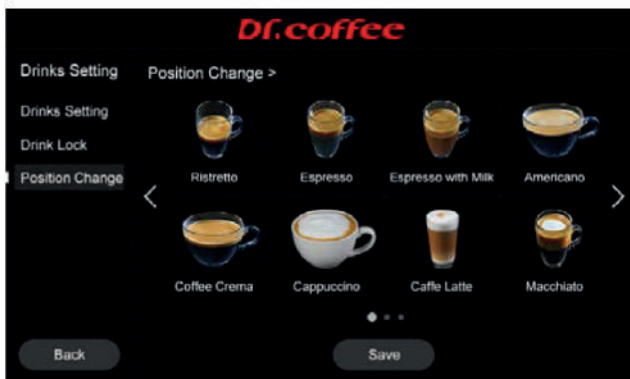 Dr.coffee
Drinks Setting
Position Change >
Drinks Setting
Drink Lock
Position Change
Ristretto
Espresso
Espresso with Milk
Americano
Coffee Crema
Cappuccino
Caffe Latte
Macchiato
Back
Save